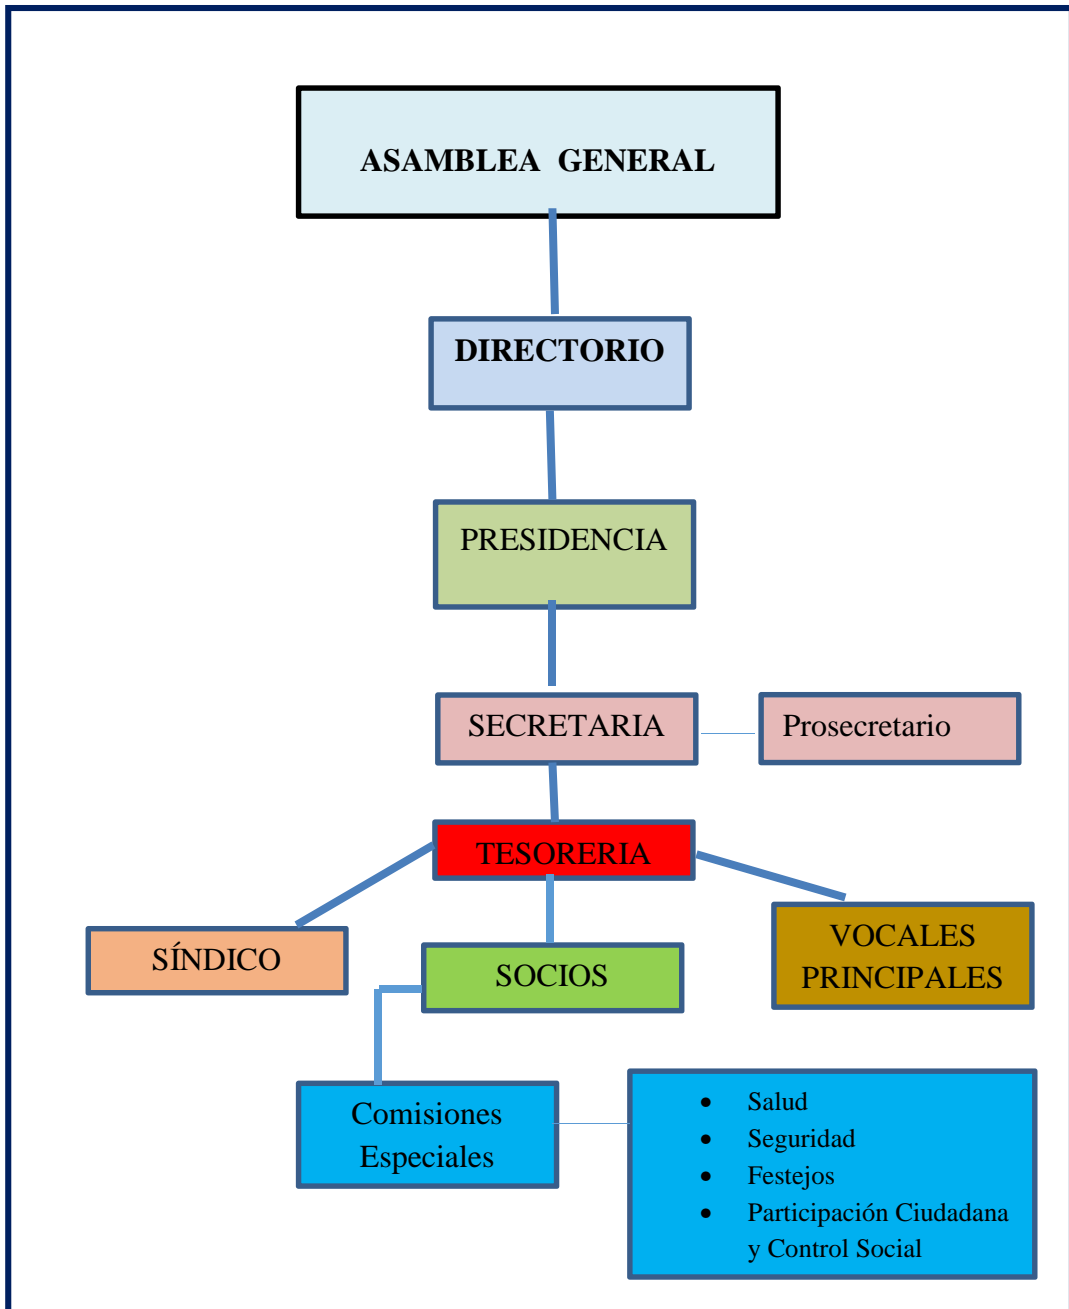 ASAMBLEA GENERAL
DIRECTORIO
PRESIDENCIA
SECRETARIA
Prosecretario
TESORERIA
SÍNDICO
SOCIOS
VOCALES
PRINCIPALES
Comisiones
Especiales
• Salud
• Seguridad
• Festejos
• Participación Ciudadana
y Control Social